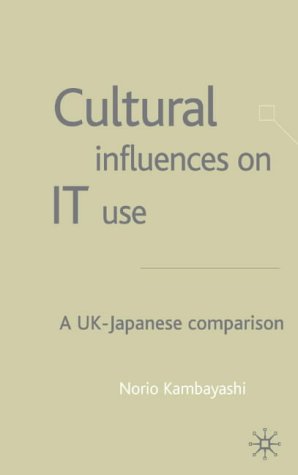 Cultural
influences on
IT use
A UK-Japanese comparison
Norio Kambayashi